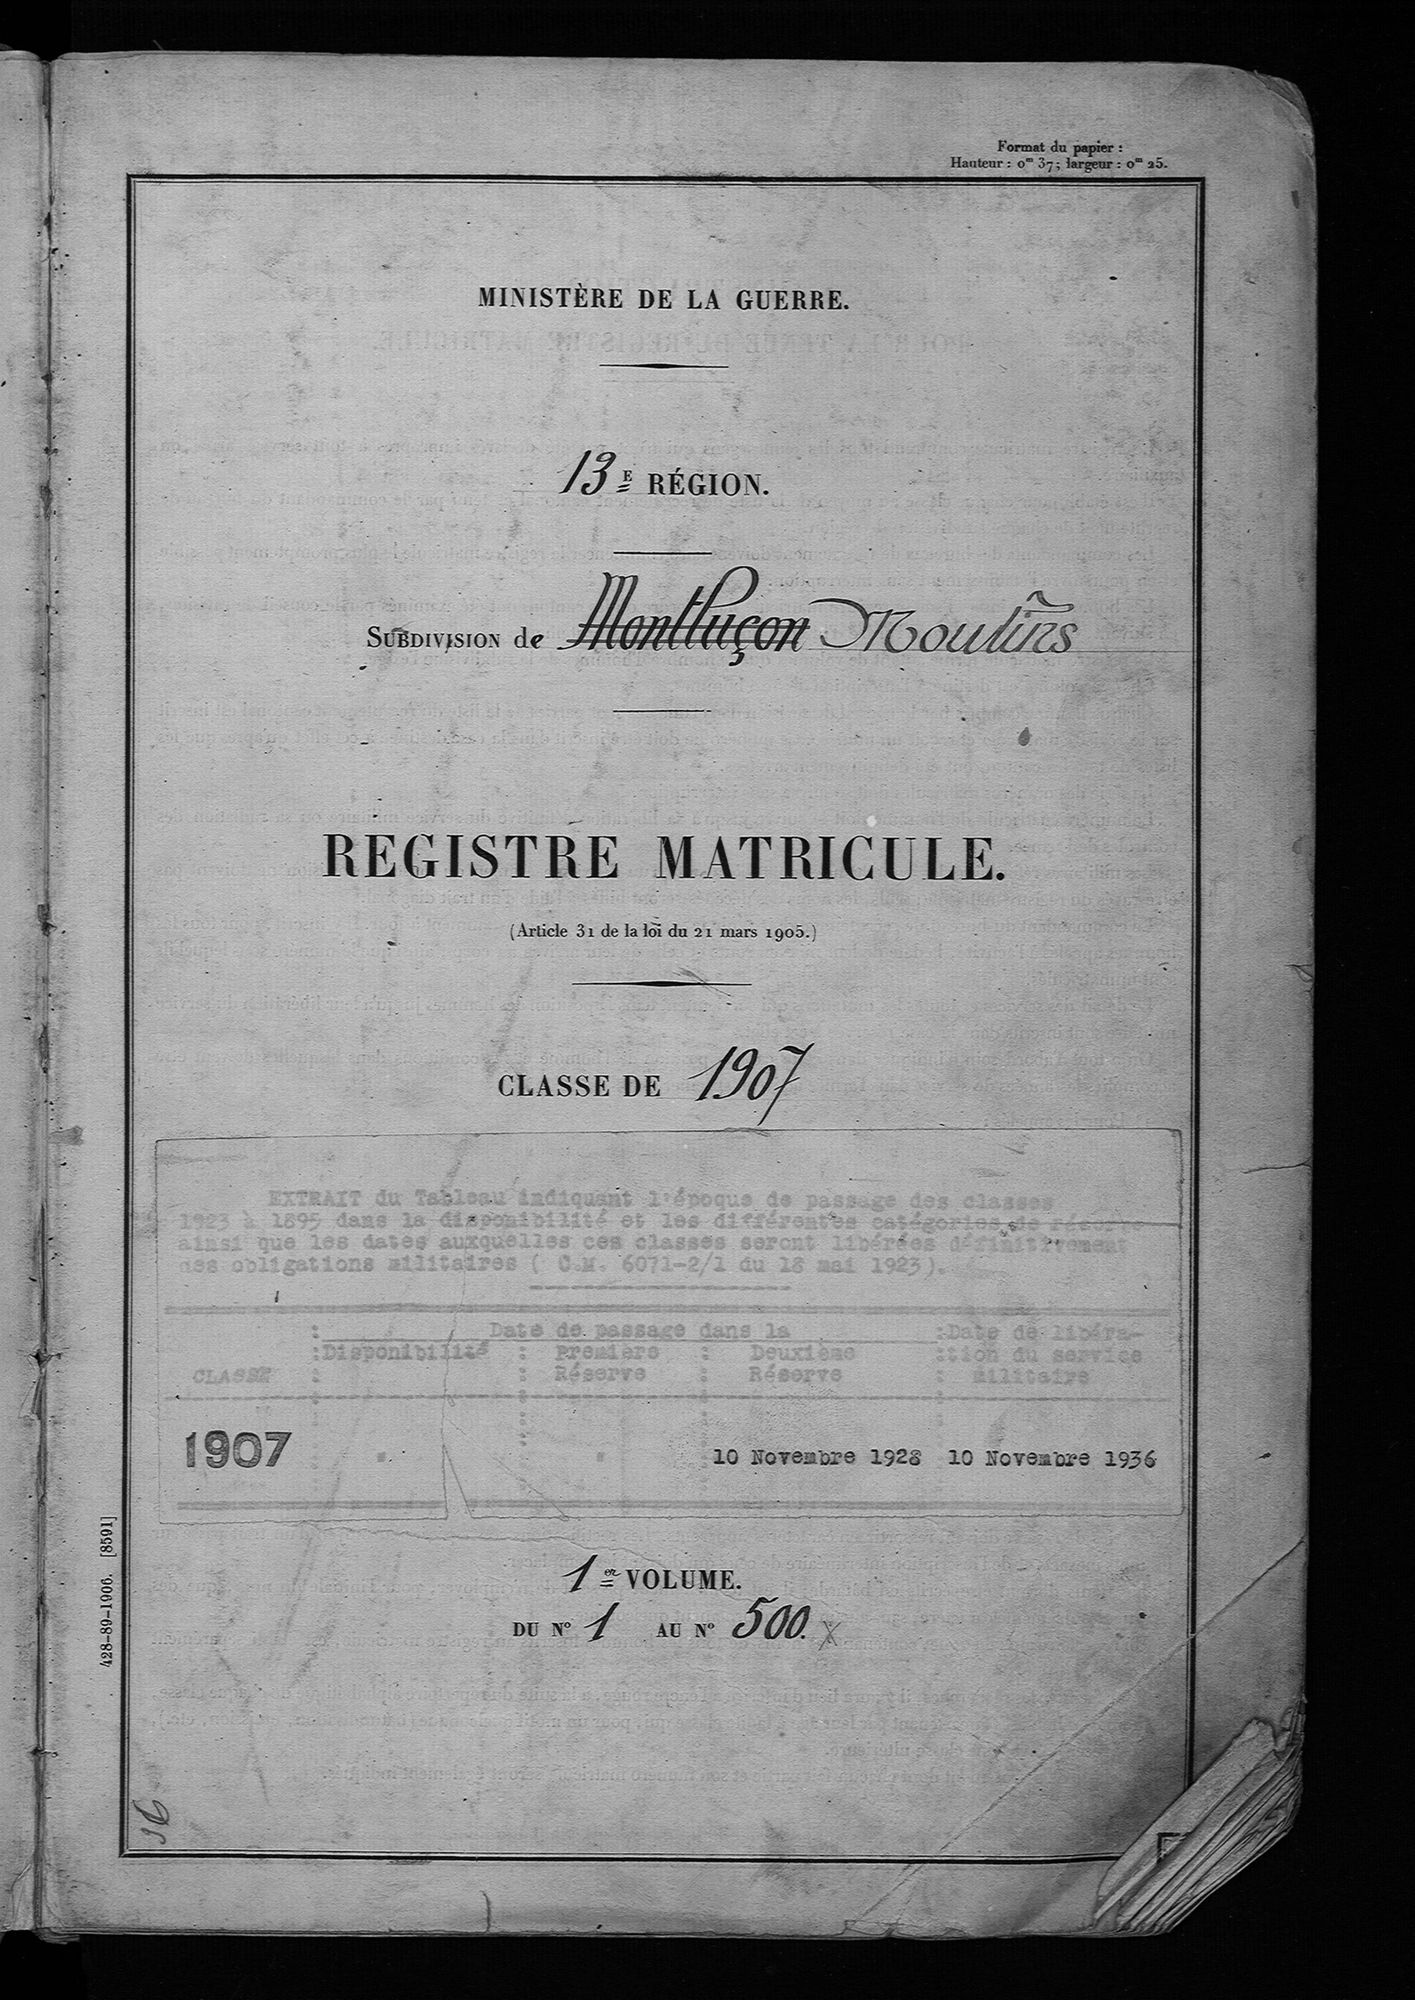 Format du papier :
Hauteur : 0m 37; largeur : 0m 25.
MINISTÈRE DE LA GUERRE.
13E RÉGION.
SUBDIVISION de Montluçon Moulins
REGISTRE MATRICULE.
(Article 31 de la loi du 21 mars 1905.)
CLASSE DE 1907
EXTRAIT du Tableau indiquant l'époque de passage des classes
1923 à 1895 dans la disponibilité et les différentes catégories de réserve
ainsi que les dates auxquelles ces classes seront libérées définitivement
des obligations militaires ( C.M. 6071-2/1 du 18 mai 1923).
: Date de passage dans la :Date de libéra-
:Disponibilité : Première : Deuxième :tion du service
CLASSE : : Réserve : Réserve : militaire
1907 " " 10 Novembre 1928 10 Novembre 1936
1er VOLUME.
DU N° 1 AU N° 500. X
428-89-1906. [8591]